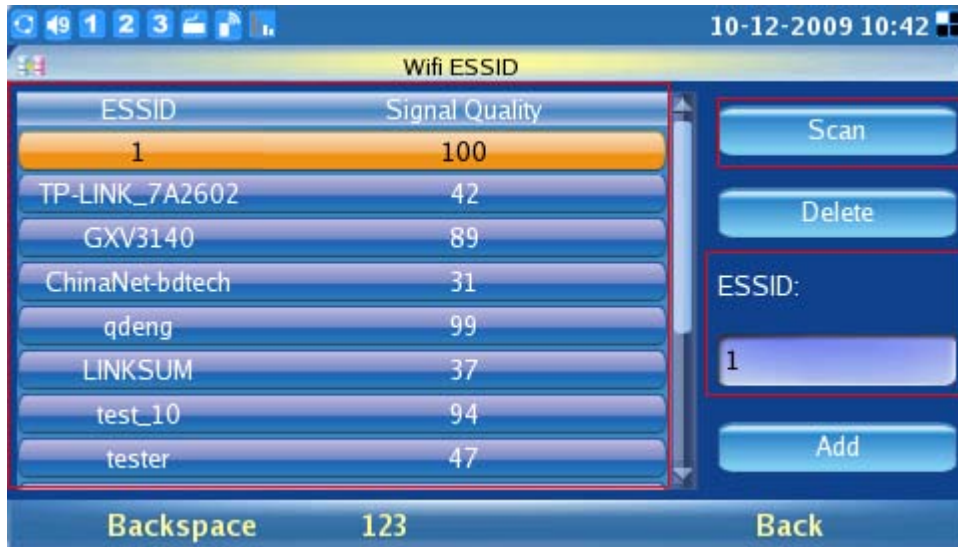 9 1 2 3 10-12-2009 10:42
Wifi ESSID
ESSID Signal Quality
1 100
TP-LINK_7A2602 42
GXV3140 89
ChinaNet-bdtech 31
qdeng 99
LINKSUM 37
test_10 94
tester 47
Scan
Delete
ESSID:
1
Add
Backspace 123 Back